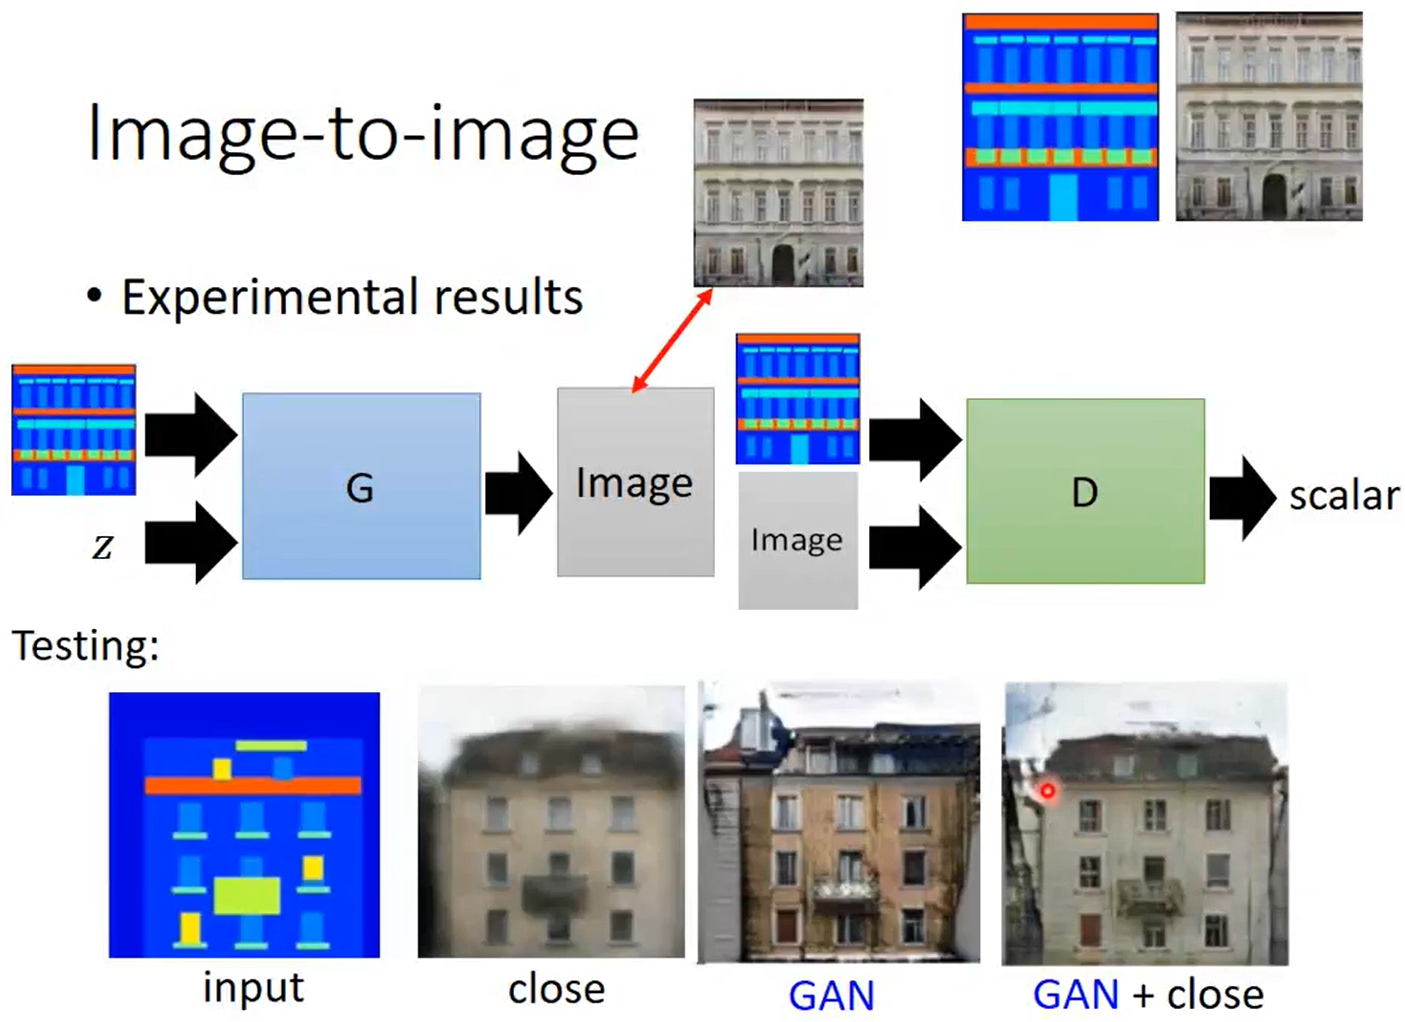 Image-to-image
• Experimental results
z
G
Image
Image
D
scalar
Testing:
input
close
GAN
GAN + close